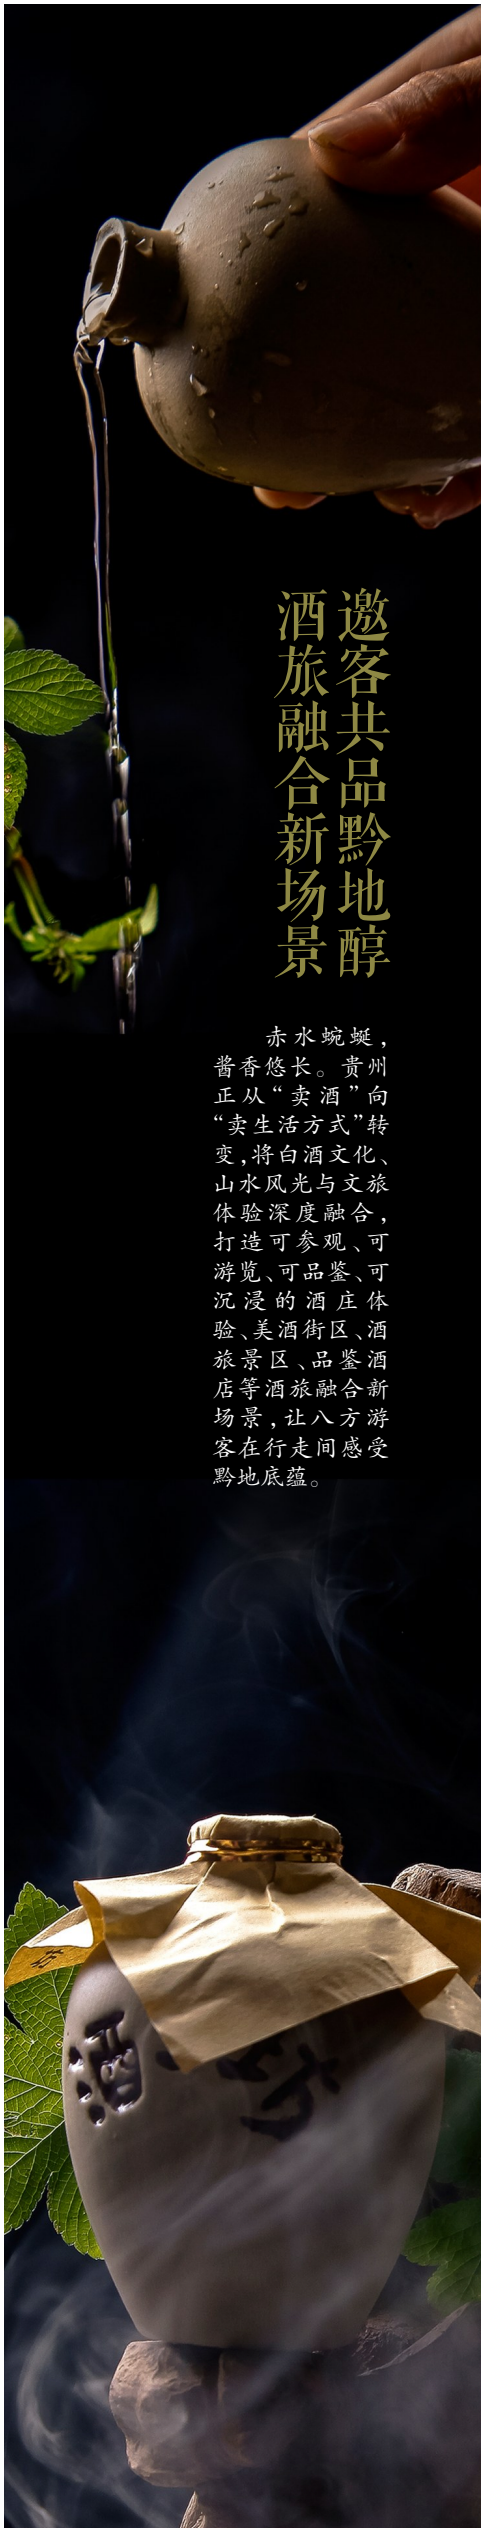 邀客共品黔地醇
酒旅融合新场景
赤水蜿蜒，
酱香悠长。贵州
正从“卖酒”向
“卖生活方式”转
变，将白酒文化、
山水风光与文旅
体验深度融合，
打造可参观、可
游览、可品鉴、可
沉浸的酒庄体
验、美酒街区、酒
旅景区、品鉴酒
店等酒旅融合新
场景，让八方游
客在行走间感受
黔地底蕴。
酒
坊